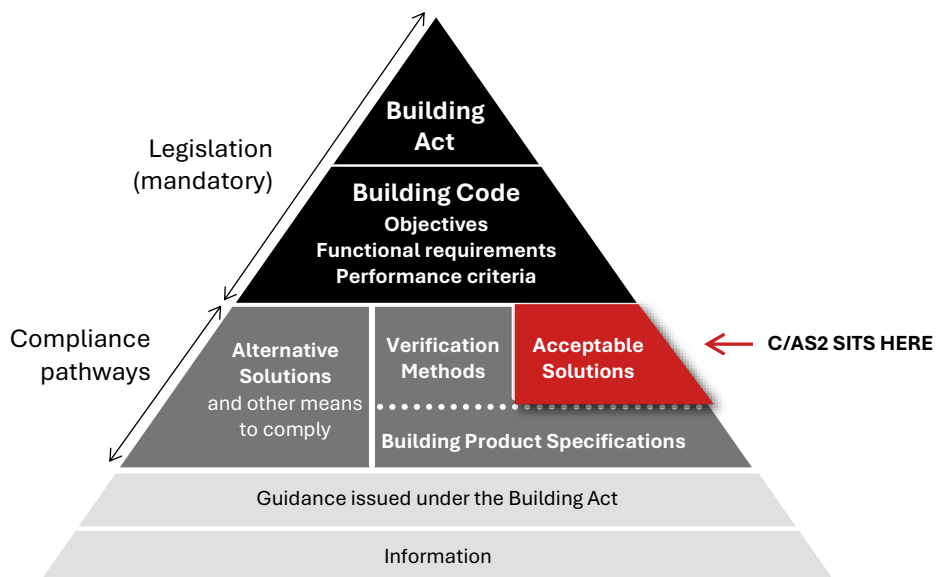 Building
Act
Legislation
(mandatory)
Building Code
Objectives
Functional requirements
Performance criteria
Compliance
pathways
Alternative
Solutions
and other means
to comply
Verification
Methods
Acceptable
Solutions
C/AS2 SITS HERE
Building Product Specifications
Guidance issued under the Building Act
Information